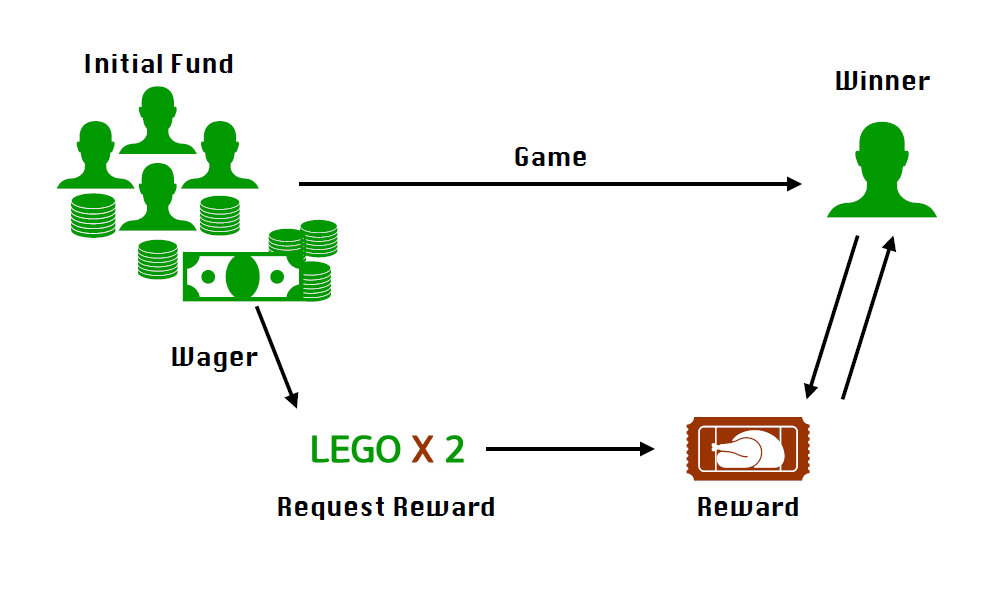 Initial Fund
Winner
Game
Wager
LEGO X 2
Request Reward
Reward